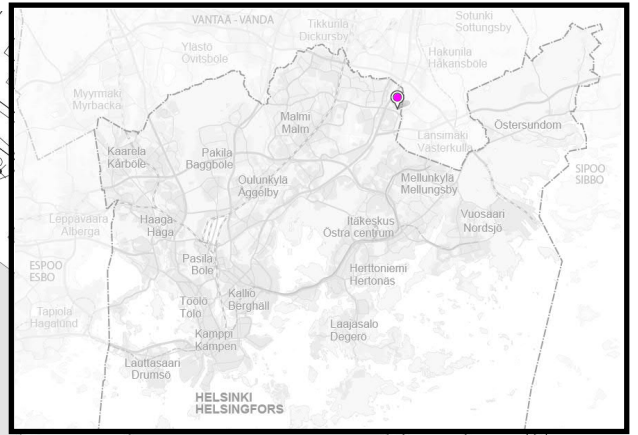 VANTAA - VANDA
Tikkurila
Dickursby
Sotunki
Sottungsby
Ylästö
Övitsböle
Hakunila
Håkansböle
Myyrmäki
Myrbacka
Malmi
Malm
Östersundom
Länsimäki
Västerkulla
Kaarela
Kårböle
Pakila
Baggböle
SIPOO
SIBBO
Oulunkylä
Åggelby
Mellunkylä
Mellungsby
Leppävaara
Alberga
Haaga-
Haga
Itäkeskus
Östra centrum
Vuosaari
Nordsjö
Pasila
Böle
ESPOO
ESBO
Herttoniemi
Hertonäs
Kallio
Berghäll
Töölö
Tölö
Tapiola
Hagalund
Laajasalo
Degerö
Kamppi
Kampen
Lauttasaari
Drumsö
HELSINKI
HELSINGFORS